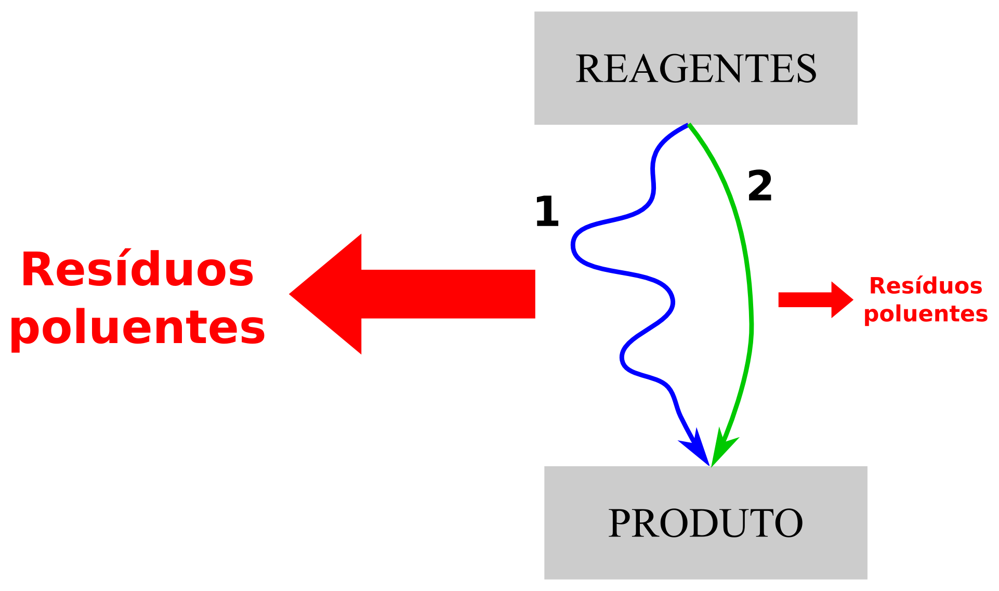 REAGENTES
1
2
Resíduos
poluentes
Resíduos
poluentes
PRODUTO